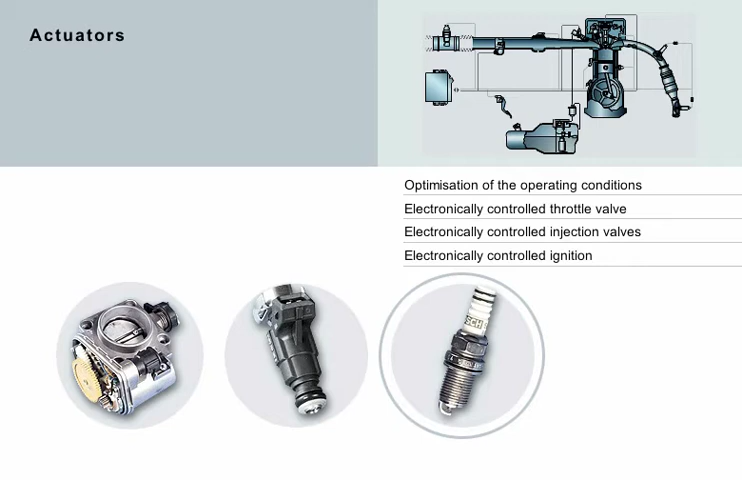 Actuators
Optimisation of the operating conditions
Electronically controlled throttle valve
Electronically controlled injection valves
Electronically controlled ignition